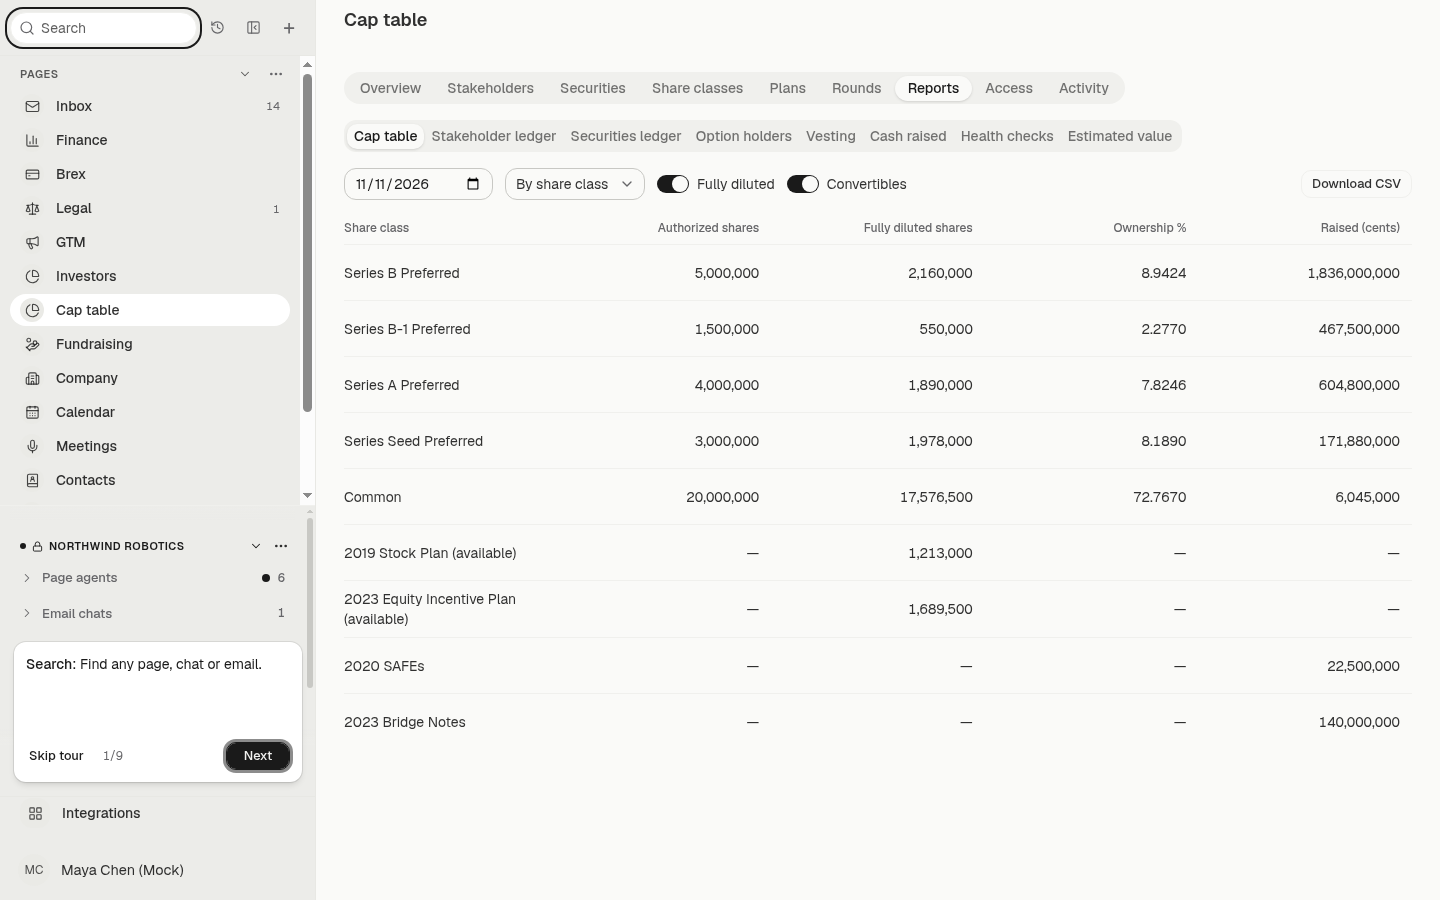 Search
PAGES
Inbox 14
Finance
Brex
Legal 1
GTM
Investors
Cap table
Fundraising
Company
Calendar
Meetings
Contacts
NORTHWIND ROBOTICS
Page agents 6
Email chats 1
Search: Find any page, chat or email.
Skip tour 1/9 Next
Integrations
MC Maya Chen (Mock)
Cap table
Overview Stakeholders Securities Share classes Plans Rounds Reports Access Activity
Cap table Stakeholder ledger Securities ledger Option holders Vesting Cash raised Health checks Estimated value
11/11/2026 By share class Fully diluted Convertibles Download CSV
Share class Authorized shares Fully diluted shares Ownership % Raised (cents)
Series B Preferred 5,000,000 2,160,000 8.9424 1,836,000,000
Series B-1 Preferred 1,500,000 550,000 2.2770 467,500,000
Series A Preferred 4,000,000 1,890,000 7.8246 604,800,000
Series Seed Preferred 3,000,000 1,978,000 8.1890 171,880,000
Common 20,000,000 17,576,500 72.7670 6,045,000
2019 Stock Plan (available) — 1,213,000 — —
2023 Equity Incentive Plan
(available) — 1,689,500 — —
2020 SAFEs — — — 22,500,000
2023 Bridge Notes — — — 140,000,000